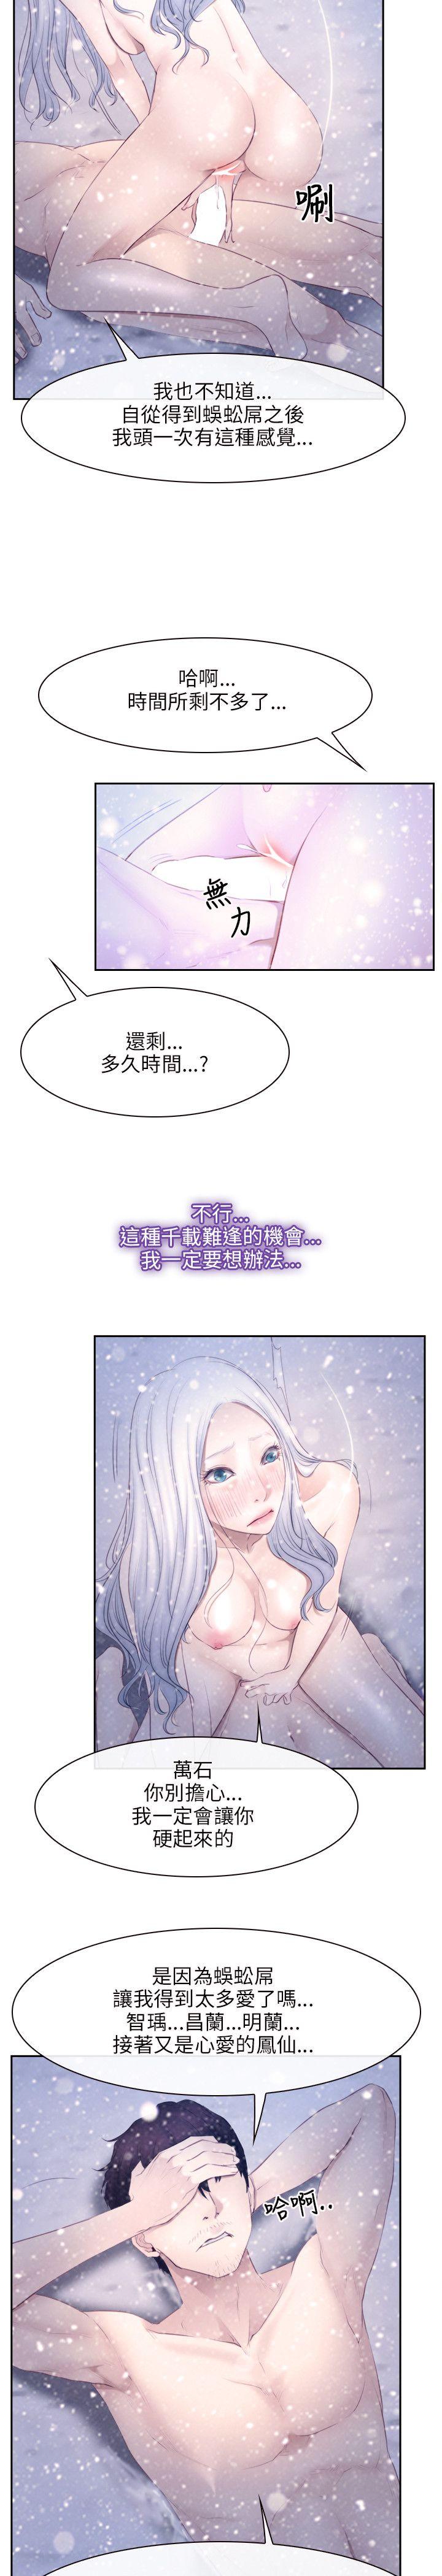 唰
我也不知道...
自從得到蜈蚣屌之後
我頭一次有這種感覺...
哈啊...
時間所剩不多了...
無力
還剩...
多久時間...?
不行...
這種千載難逢的機會...
我一定要想辦法...
萬石
你別擔心...
我一定會讓你
硬起來的
是因為蜈蚣屌
讓我得到太多愛了嗎...
智瑀...昌蘭...明蘭...
接著又是心愛的鳳仙...
哈啊..